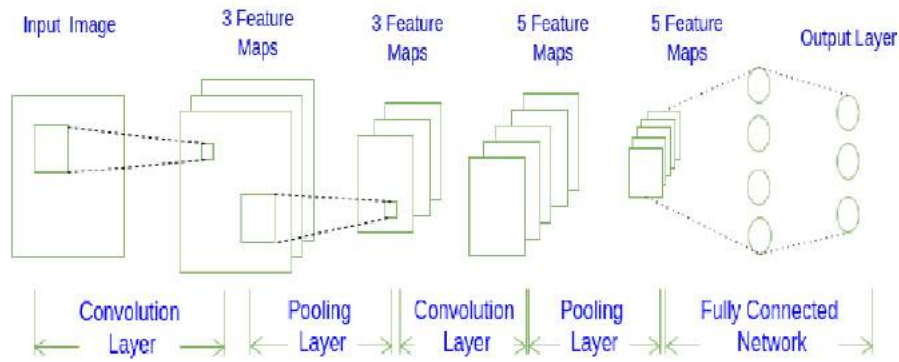 Input Image
3 Feature
Maps
3 Feature
Maps
5 Feature
Maps
5 Feature
Maps
Output Layer
Convolution
Layer
Pooling
Layer
Convolution
Layer
Pooling
Layer
Fully Connected
Network